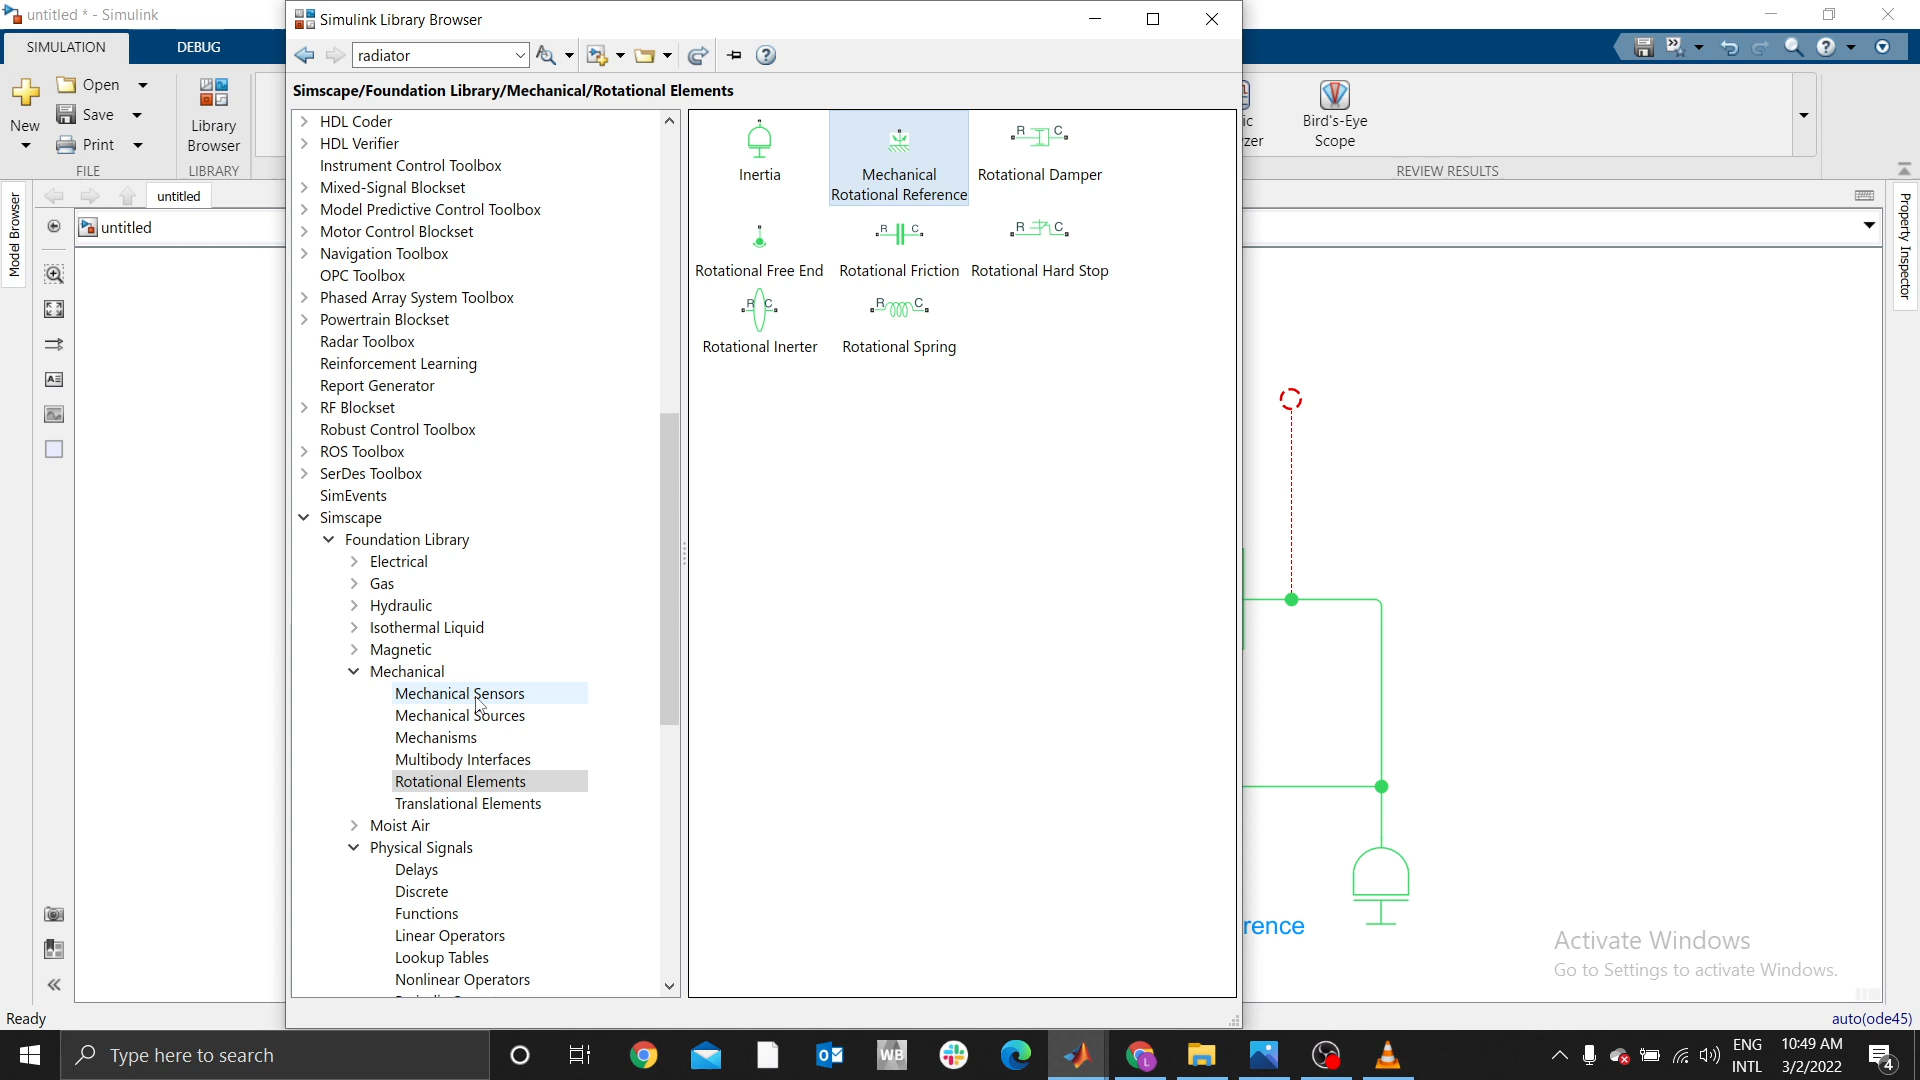 untitled * - Simulink
Simulink Library Browser
SIMULATION
DEBUG
radiator
Simscape/Foundation Library/Mechanical/Rotational Elements
New
Open
Save
Print
FILE
Library
Browser
LIBRARY
ic
zer
Bird's-Eye
Scope
REVIEW RESULTS
Model Browser
Property Inspector
untitled
untitled
HDL Coder
HDL Verifier
Instrument Control Toolbox
Mixed-Signal Blockset
Model Predictive Control Toolbox
Motor Control Blockset
Navigation Toolbox
OPC Toolbox
Phased Array System Toolbox
Powertrain Blockset
Radar Toolbox
Reinforcement Learning
Report Generator
RF Blockset
Robust Control Toolbox
ROS Toolbox
SerDes Toolbox
SimEvents
Simscape
Foundation Library
Electrical
Gas
Hydraulic
Isothermal Liquid
Magnetic
Mechanical
Mechanical Sensors
Mechanical Sources
Mechanisms
Multibody Interfaces
Rotational Elements
Translational Elements
Moist Air
Physical Signals
Delays
Discrete
Functions
Linear Operators
Lookup Tables
Nonlinear Operators
R C
Inertia
Mechanical
Rotational Reference
Rotational Damper
R C
R C
Rotational Free End
Rotational Friction
Rotational Hard Stop
R C
R C
Rotational Inerter
Rotational Spring
rence
Activate Windows
Go to Settings to activate Windows.
Ready
auto(ode45)
Type here to search
ENG
INTL
10:49 AM
3/2/2022
4